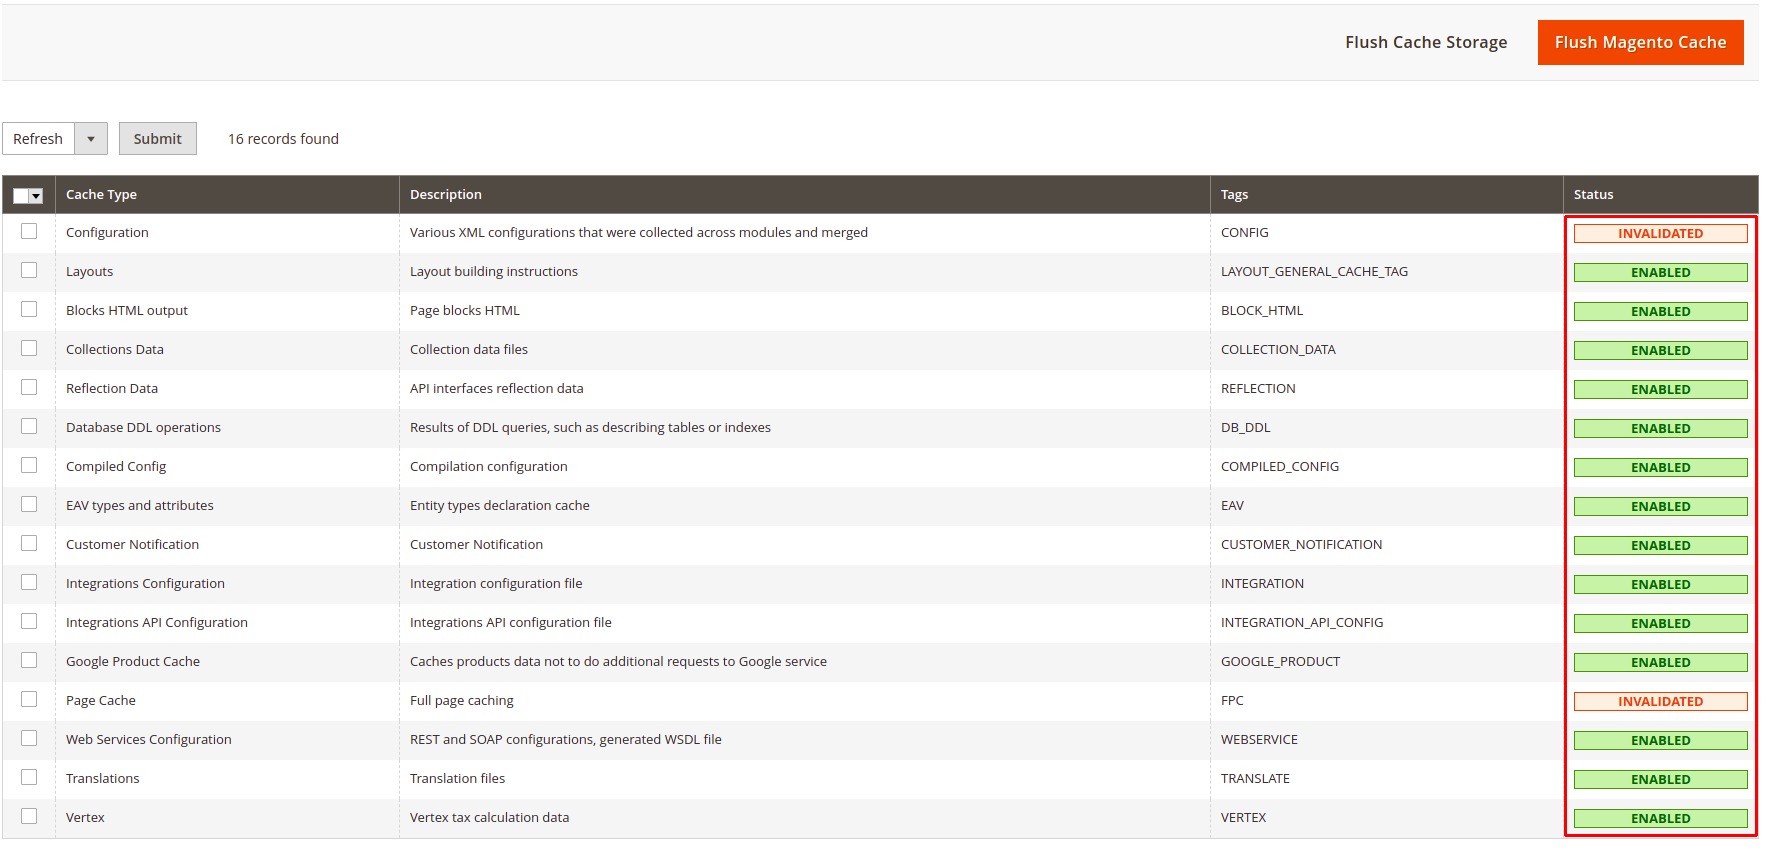 Flush Cache Storage Flush Magento Cache
Refresh Submit 16 records found
Cache Type Description Tags Status
Configuration Various XML configurations that were collected across modules and merged CONFIG INVALIDATED
Layouts Layout building instructions LAYOUT_GENERAL_CACHE_TAG ENABLED
Blocks HTML output Page blocks HTML BLOCK_HTML ENABLED
Collections Data Collection data files COLLECTION_DATA ENABLED
Reflection Data API interfaces reflection data REFLECTION ENABLED
Database DDL operations Results of DDL queries, such as describing tables or indexes DB_DDL ENABLED
Compiled Config Compilation configuration COMPILED_CONFIG ENABLED
EAV types and attributes Entity types declaration cache EAV ENABLED
Customer Notification Customer Notification CUSTOMER_NOTIFICATION ENABLED
Integrations Configuration Integration configuration file INTEGRATION ENABLED
Integrations API Configuration Integrations API configuration file INTEGRATION_API_CONFIG ENABLED
Google Product Cache Caches products data not to do additional requests to Google service GOOGLE_PRODUCT ENABLED
Page Cache Full page caching FPC INVALIDATED
Web Services Configuration REST and SOAP configurations, generated WSDL file WEBSERVICE ENABLED
Translations Translation files TRANSLATE ENABLED
Vertex Vertex tax calculation data VERTEX ENABLED